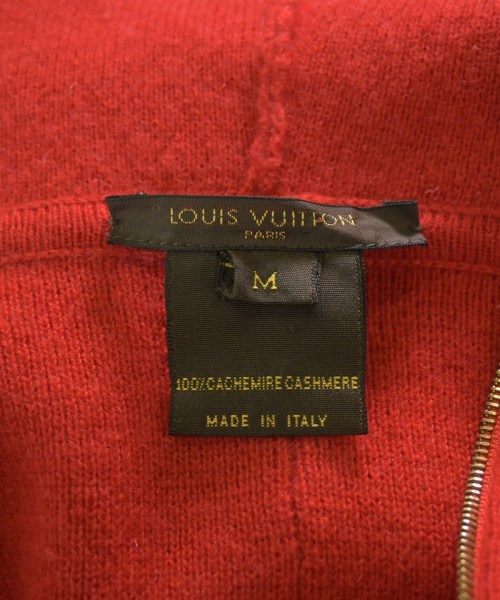 LOUIS VUITTON
PARIS
M
100%CACHEMIRE CASHMERE
MADE IN ITALY